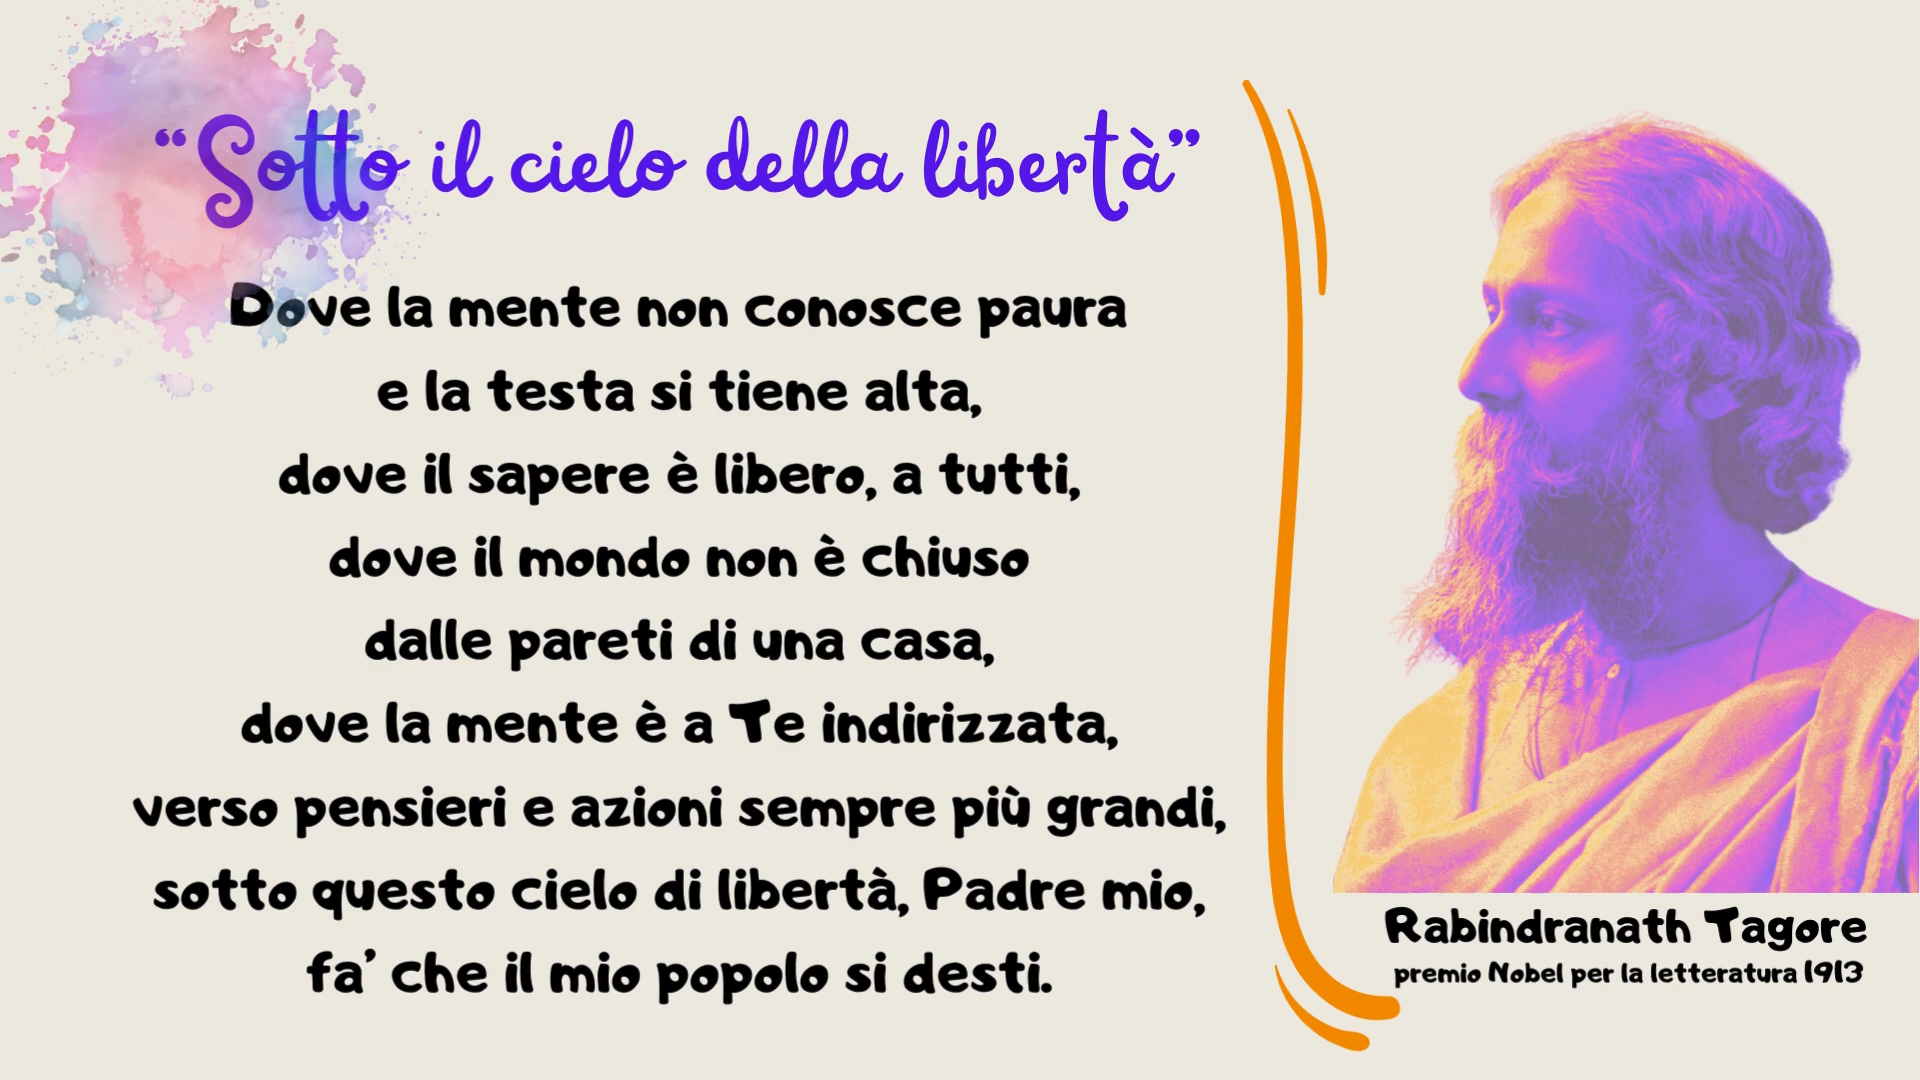 “Sotto il cielo della libertà”
Dove la mente non conosce paura
e la testa si tiene alta,
dove il sapere è libero, a tutti,
dove il mondo non è chiuso
dalle pareti di una casa,
dove la mente è a Te indirizzata,
verso pensieri e azioni sempre più grandi,
sotto questo cielo di libertà, Padre mio,
fa’ che il mio popolo si desti.
Rabindranath Tagore
premio Nobel per la letteratura 1913